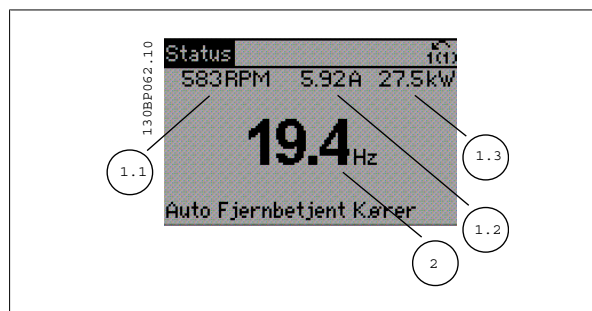 130BP062.10
Status
1(1)
583RPM 5.92A 27.5kW
19.4Hz
1.1
1.3
Auto Fjernbetjent Kører
1.2
2